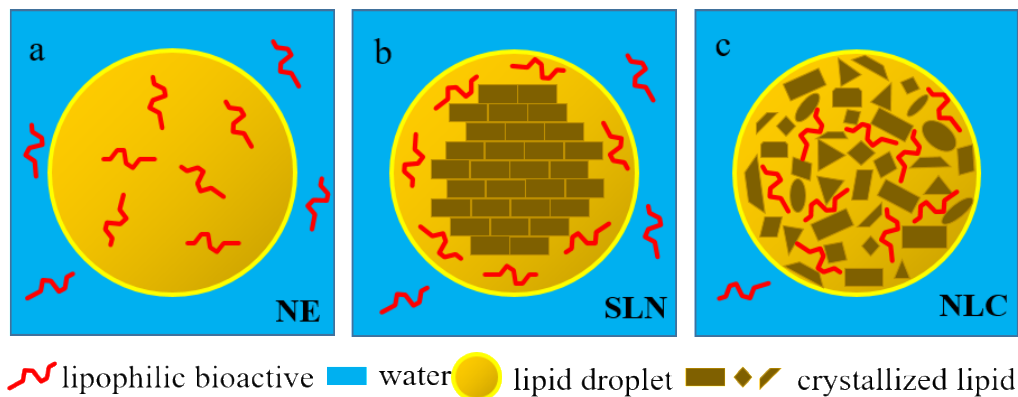 a
NE
b
SLN
c
NLC
lipophilic bioactive water lipid droplet crystallized lipid